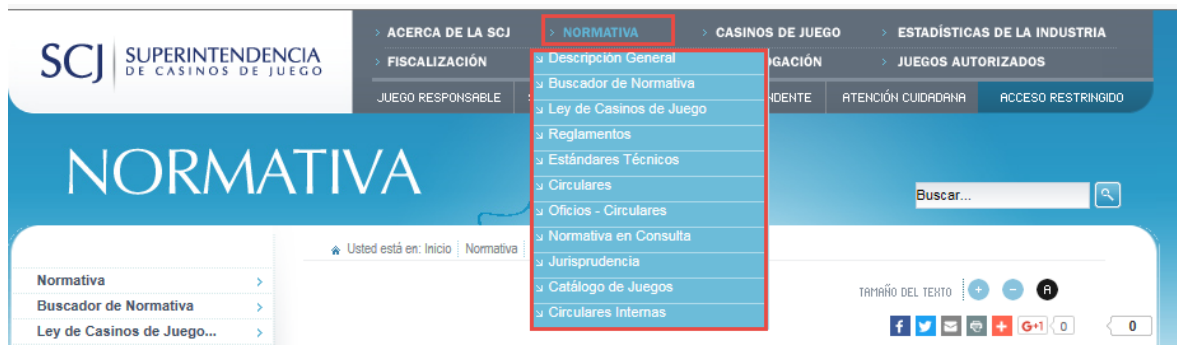 SCJ SUPERINTENDENCIA
DE CASINOS DE JUEGO
> ACERCA DE LA SCJ > NORMATIVA > CASINOS DE JUEGO > ESTADÍSTICAS DE LA INDUSTRIA
> FISCALIZACIÓN > JUEGOS AUTORIZADOS
JUEGO RESPONSABLE ATENCIÓN CUIDADANA ACCESO RESTRINGIDO
Descripción General
Buscador de Normativa
Ley de Casinos de Juego
Reglamentos
Estándares Técnicos
Circulares
Oficios - Circulares
Normativa en Consulta
Jurisprudencia
Catálogo de Juegos
Circulares Internas
NORMATIVA
Buscar...
Usted está en: Inicio Normativa
Normativa >
Buscador de Normativa >
Ley de Casinos de Juego... >
TAMAÑO DEL TEXTO + - A
G+1 0 0